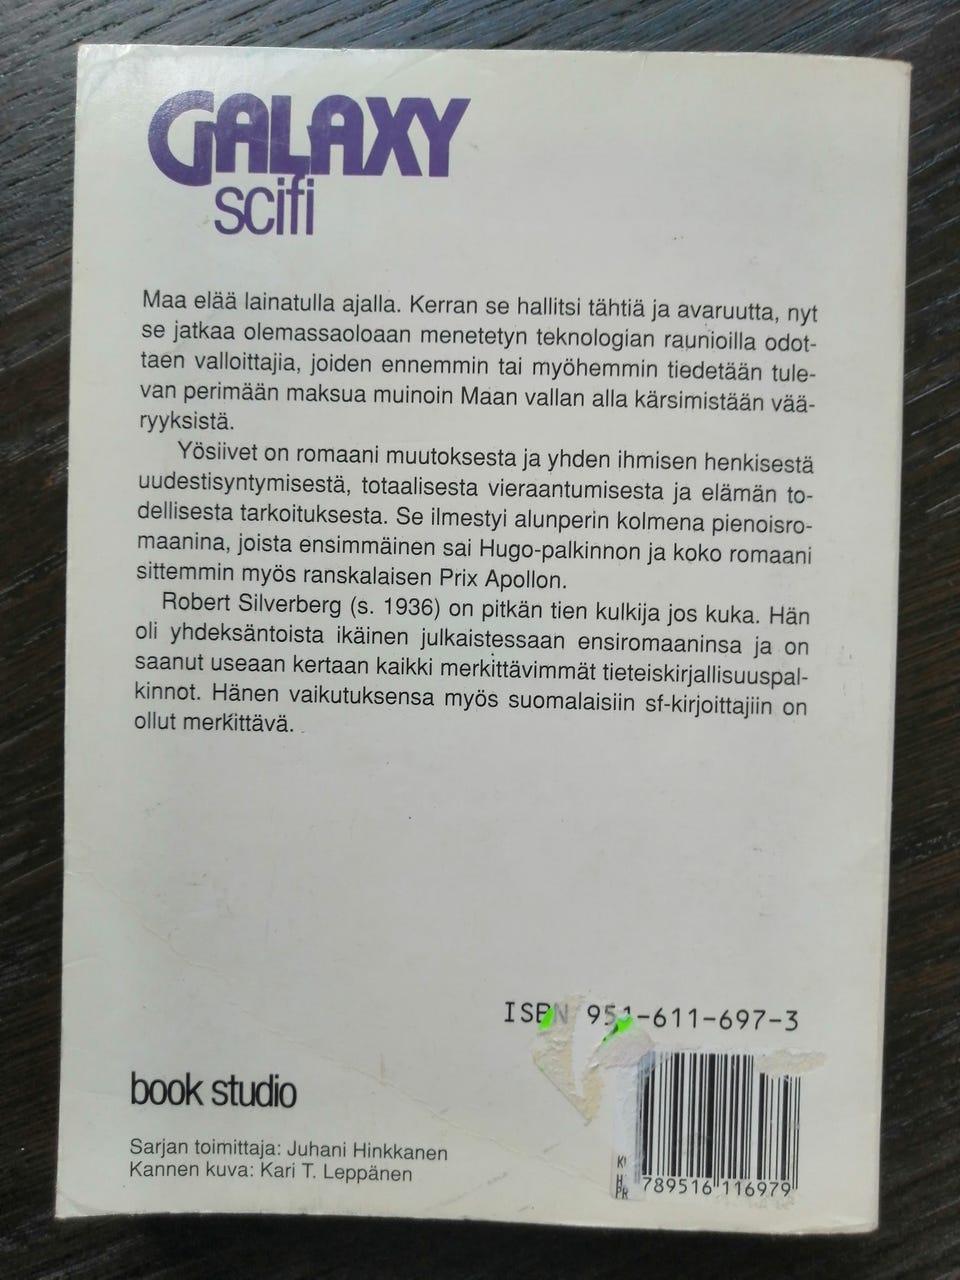 GALAXY
scifi
Maa elää lainatulla ajalla. Kerran se hallitsi tähtiä ja avaruutta, nyt
se jatkaa olemassaoloaan menetetyn teknologian raunioilla odot-
taen valloittajia, joiden ennemmin tai myöhemmin tiedetään tule-
van perimään maksua muinoin Maan vallan alla kärsimistään vää-
ryyksistä.
Yösiivet on romaani muutoksesta ja yhden ihmisen henkisestä
uudestisyntymisestä, totaalisesta vieraantumisesta ja elämän to-
dellisesta tarkoituksesta. Se ilmestyi alunperin kolmena pienoisro-
maanina, joista ensimmäinen sai Hugo-palkinnon ja koko romaani
sittemmin myös ranskalaisen Prix Apollon.
Robert Silverberg (s. 1936) on pitkän tien kulkija jos kuka. Hän
oli yhdeksäntoista ikäinen julkaistessaan ensiromaaninsa ja on
saanut useaan kertaan kaikki merkittävimmät tieteiskirjallisuuspal-
kinnot. Hänen vaikutuksensa myös suomalaisiin sf-kirjoittajiin on
ollut merkittävä.
ISBN 951-611-697-3
book studio
Sarjan toimittaja: Juhani Hinkkanen
Kannen kuva: Kari T. Leppänen
PR
789516 116979